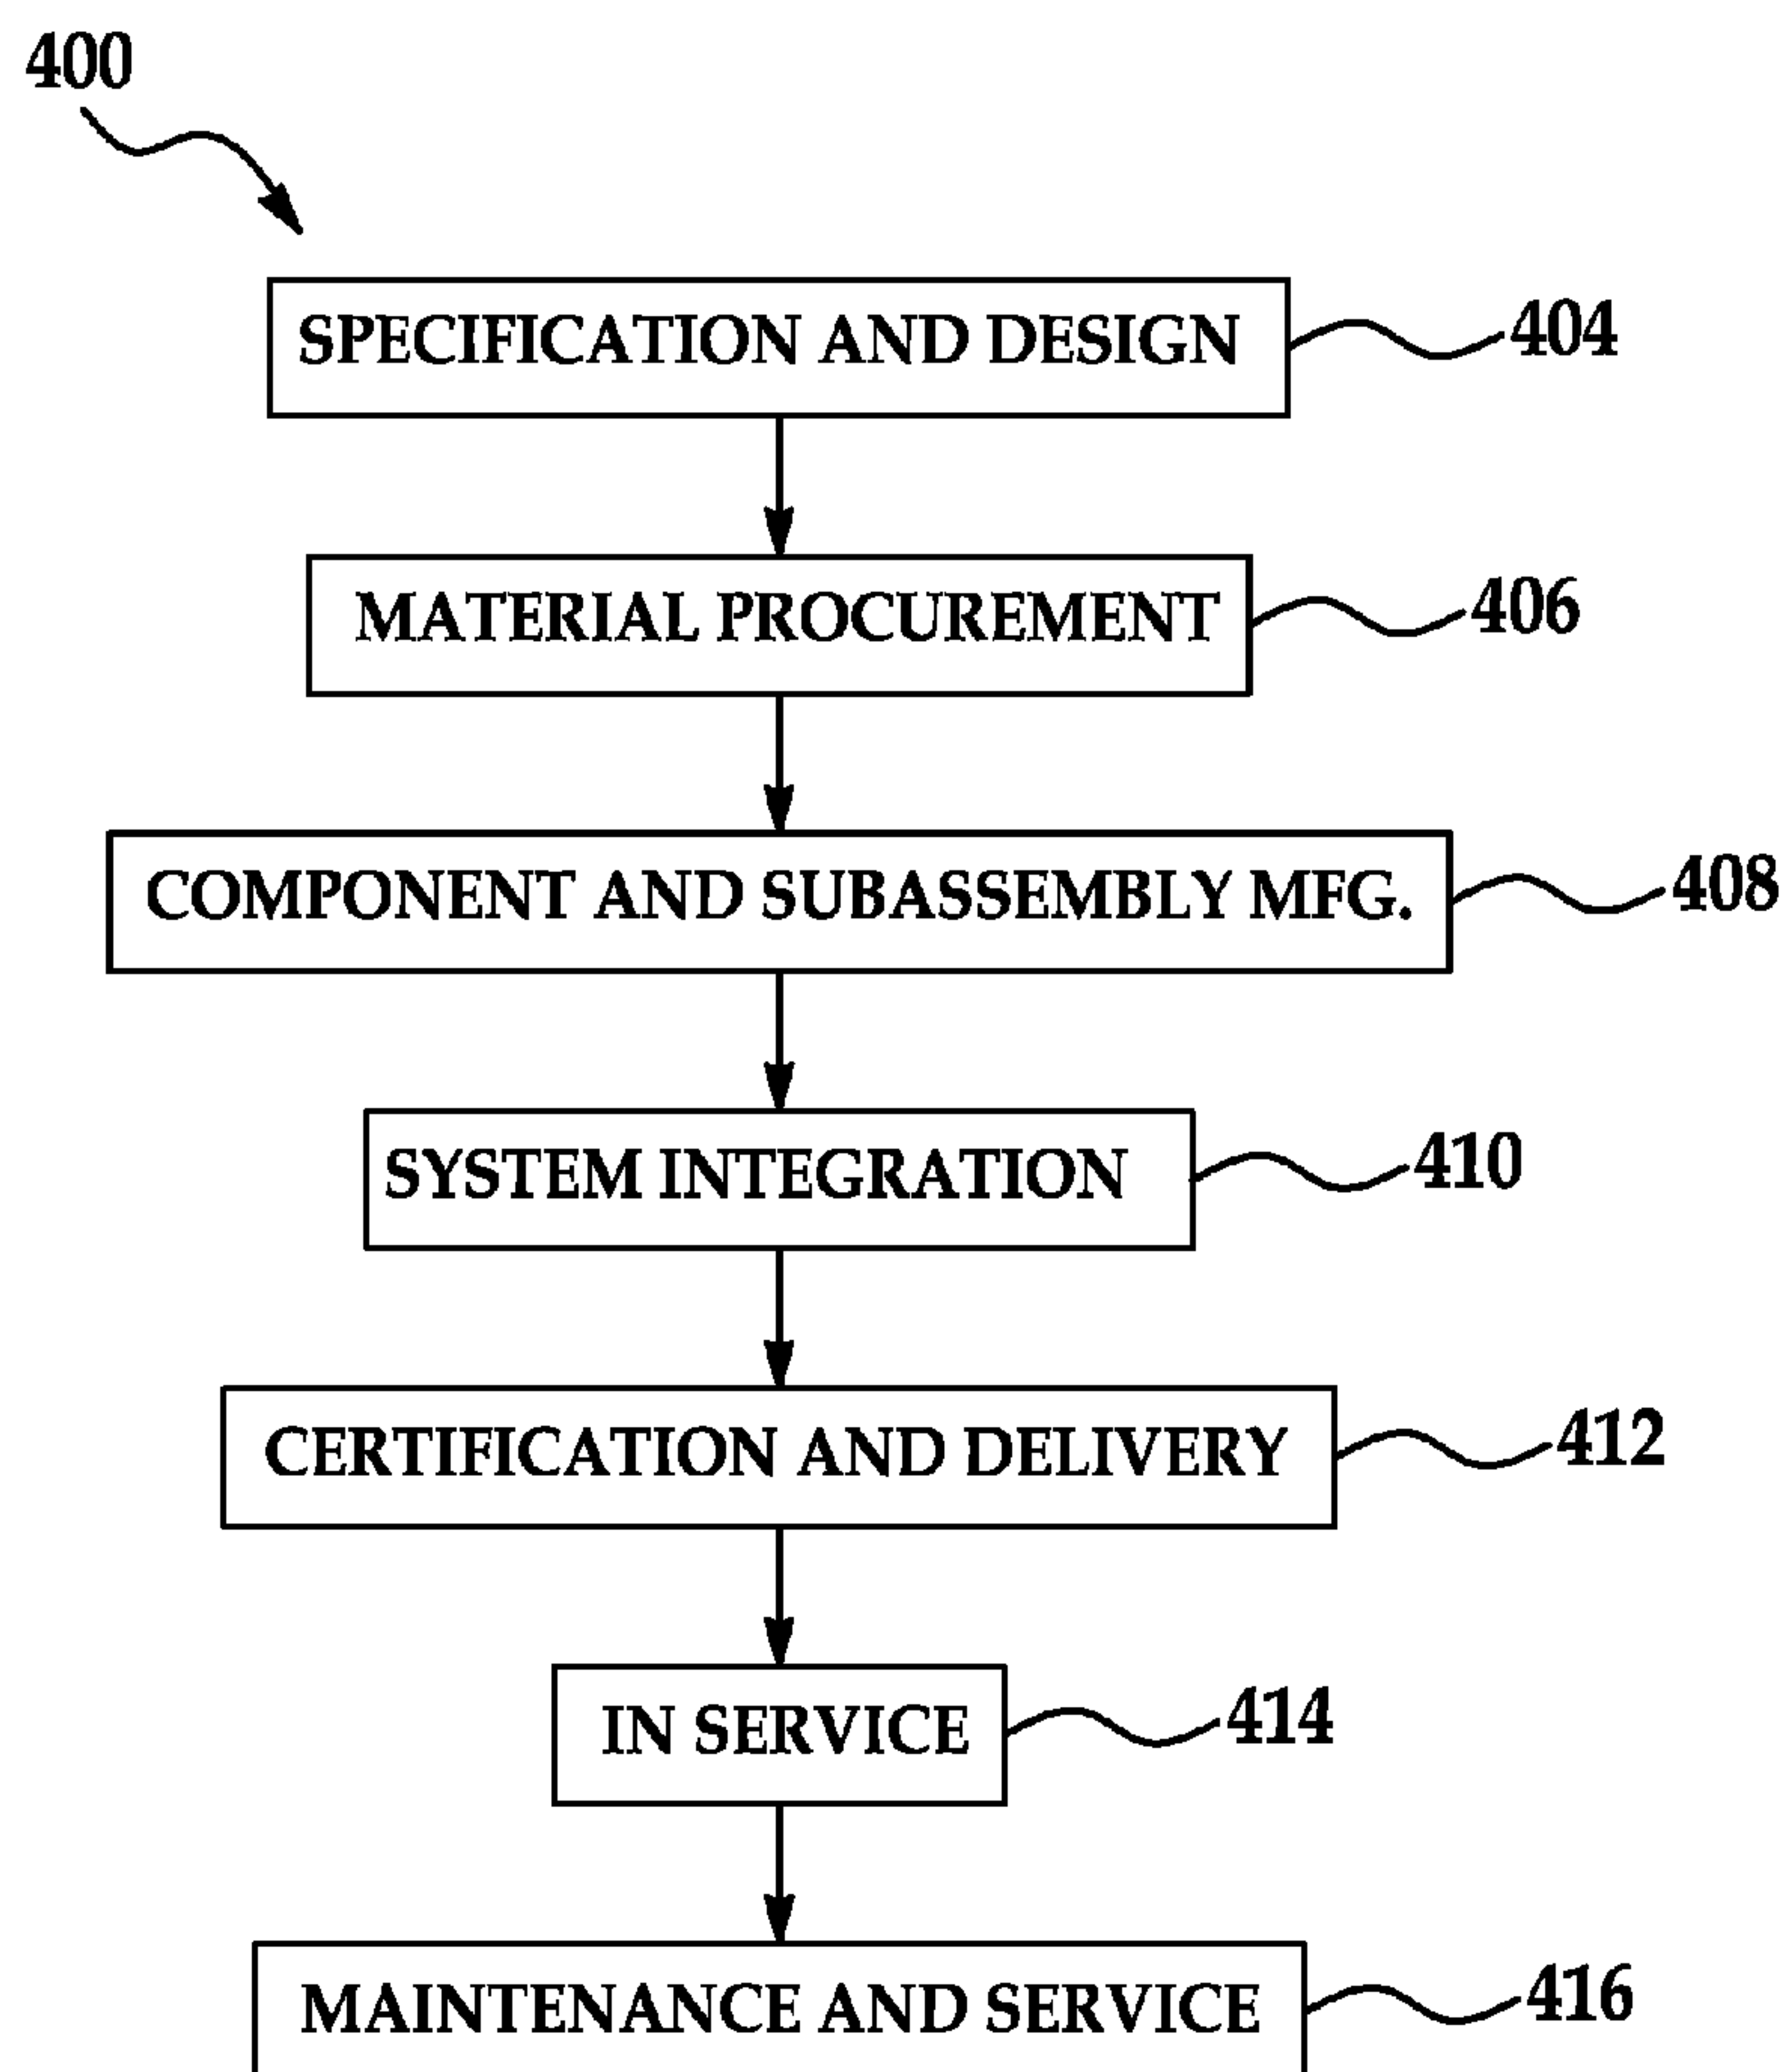 400
SPECIFICATION AND DESIGN 404
MATERIAL PROCUREMENT 406
COMPONENT AND SUBASSEMBLY MFG. 408
SYSTEM INTEGRATION 410
CERTIFICATION AND DELIVERY 412
IN SERVICE 414
MAINTENANCE AND SERVICE 416